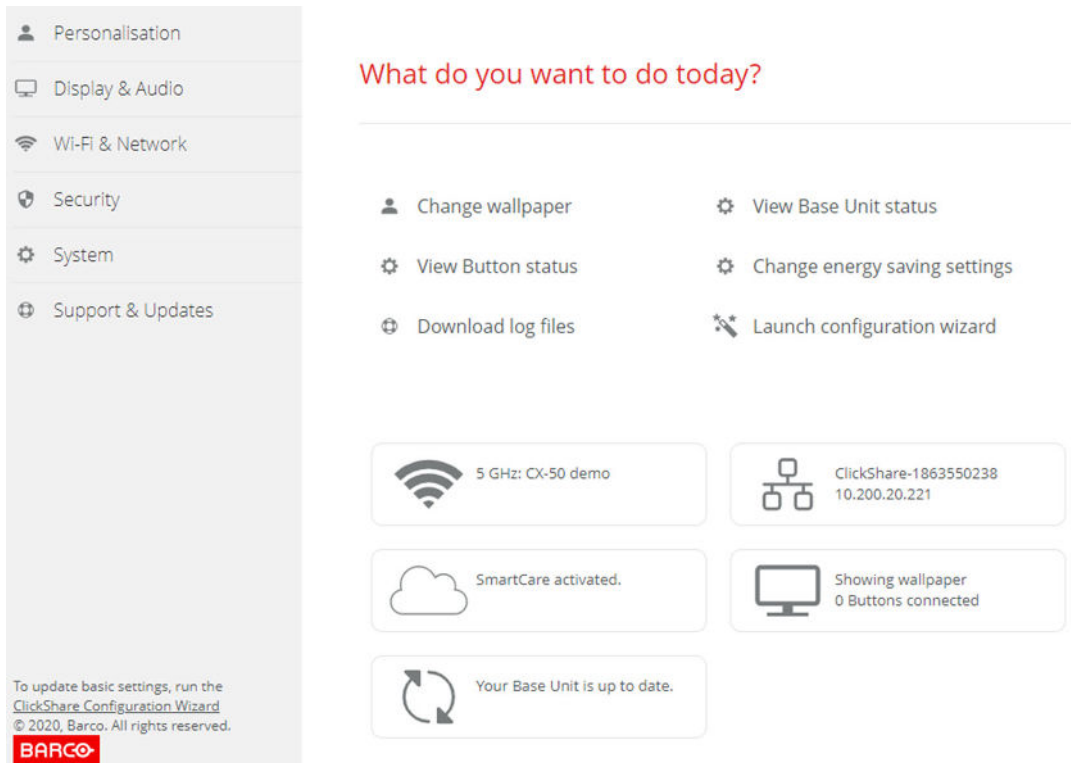 Personalisation
Display & Audio
Wi-Fi & Network
Security
System
Support & Updates
To update basic settings, run the
ClickShare Configuration Wizard
© 2020, Barco. All rights reserved.
BARCO
What do you want to do today?
Change wallpaper
View Base Unit status
View Button status
Change energy saving settings
Download log files
Launch configuration wizard
5 GHz: CX-50 demo
ClickShare-1863550238
10.200.20.221
SmartCare activated.
Showing wallpaper
0 Buttons connected
Your Base Unit is up to date.